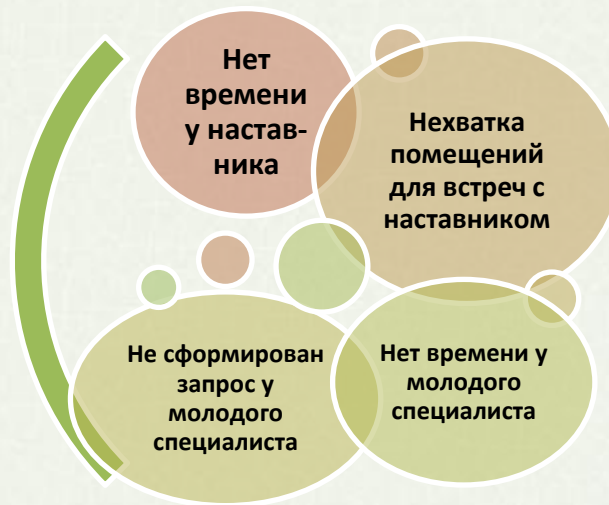 Нет
времени
у настав-
ника
Нехватка
помещений
для встреч с
наставником
Не сформирован
запрос у
молодого
специалиста
Нет времени у
молодого
специалиста